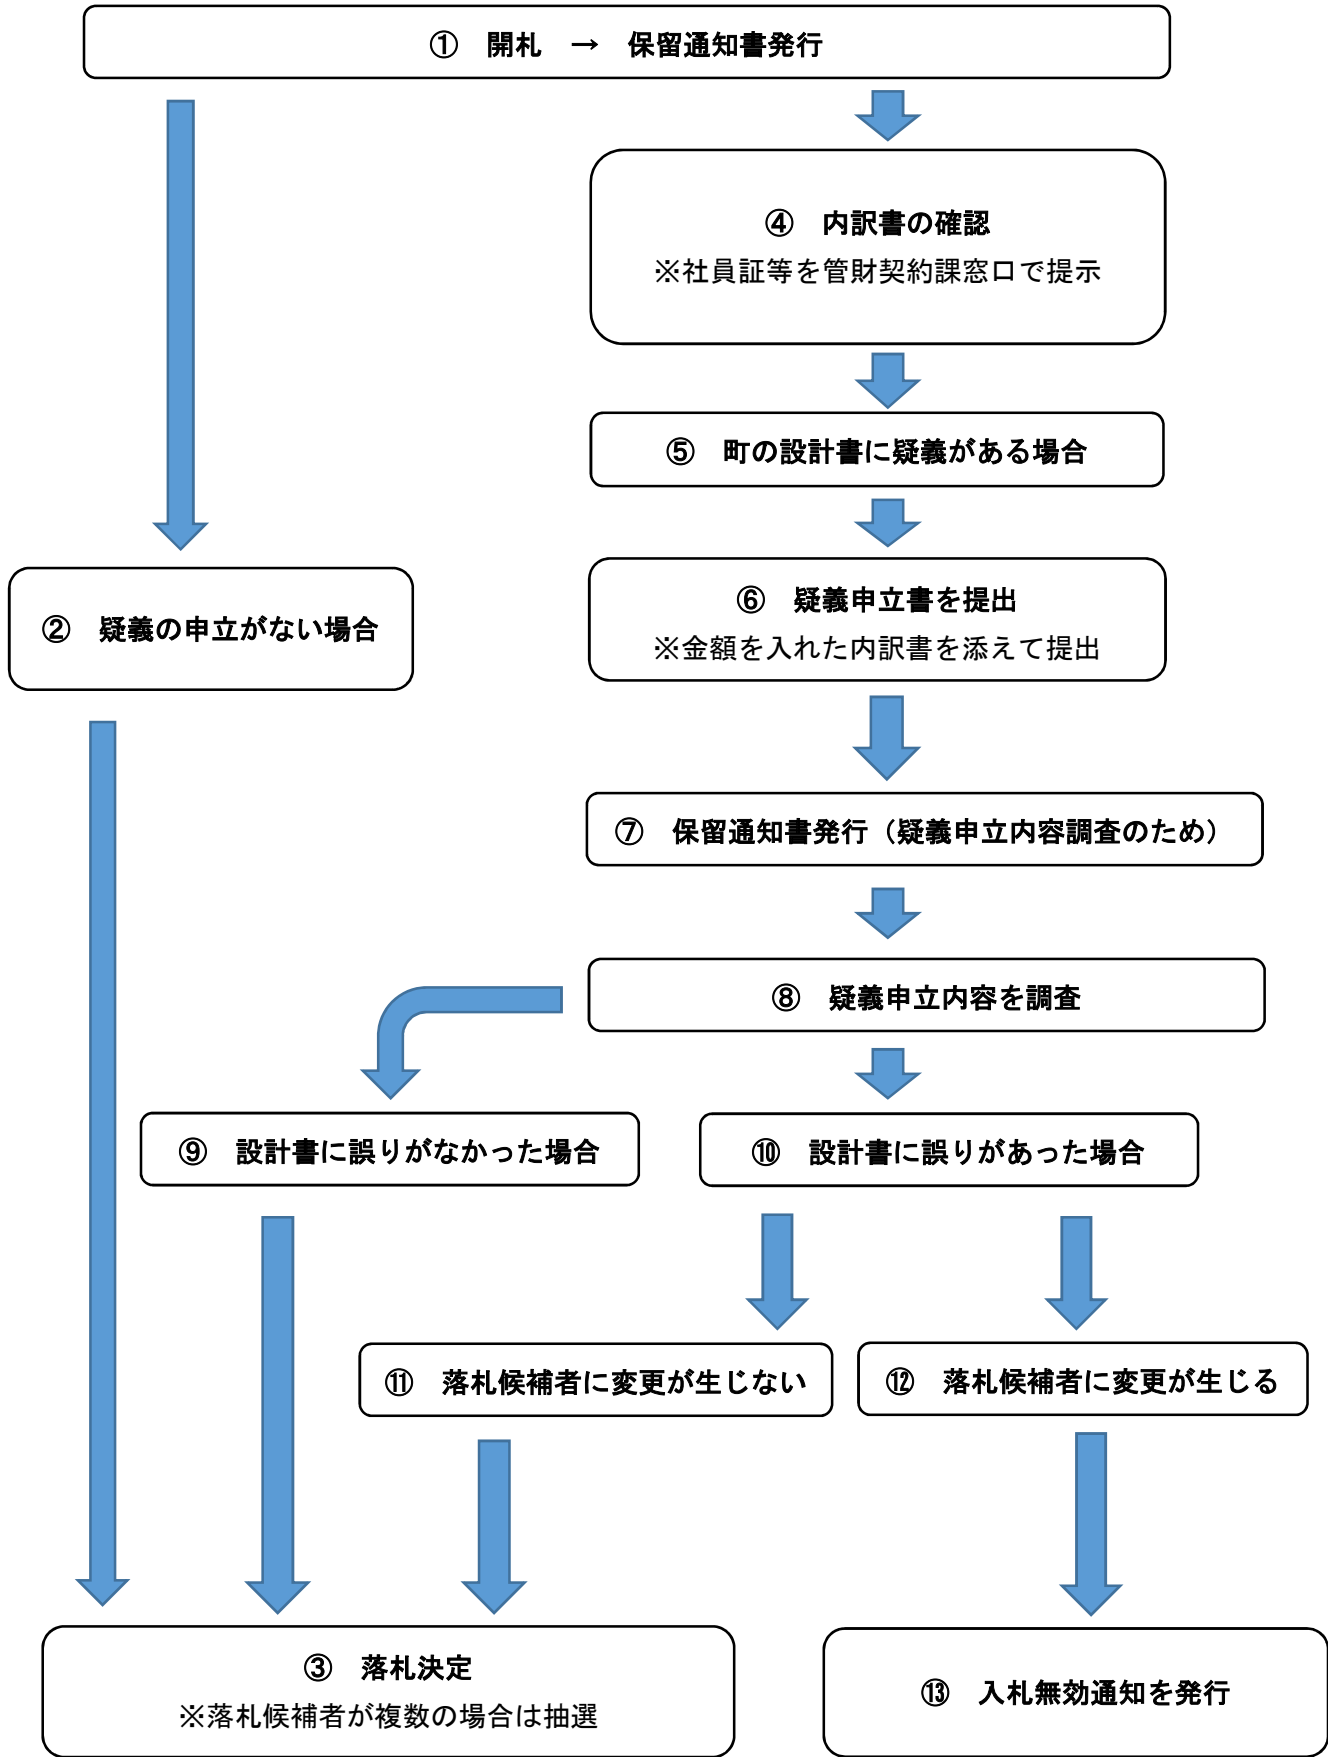 ① 開札 → 保留通知書発行
④ 内訳書の確認
※社員証等を管財契約課窓口で提示
⑤ 町の設計書に疑義がある場合
② 疑義の申立がない場合
⑥ 疑義申立書を提出
※金額を入れた内訳書を添えて提出
⑦ 保留通知書発行（疑義申立内容調査のため）
⑧ 疑義申立内容を調査
⑨ 設計書に誤りがなかった場合
⑩ 設計書に誤りがあった場合
⑪ 落札候補者に変更が生じない
⑫ 落札候補者に変更が生じる
③ 落札決定
※落札候補者が複数の場合は抽選
⑬ 入札無効通知を発行